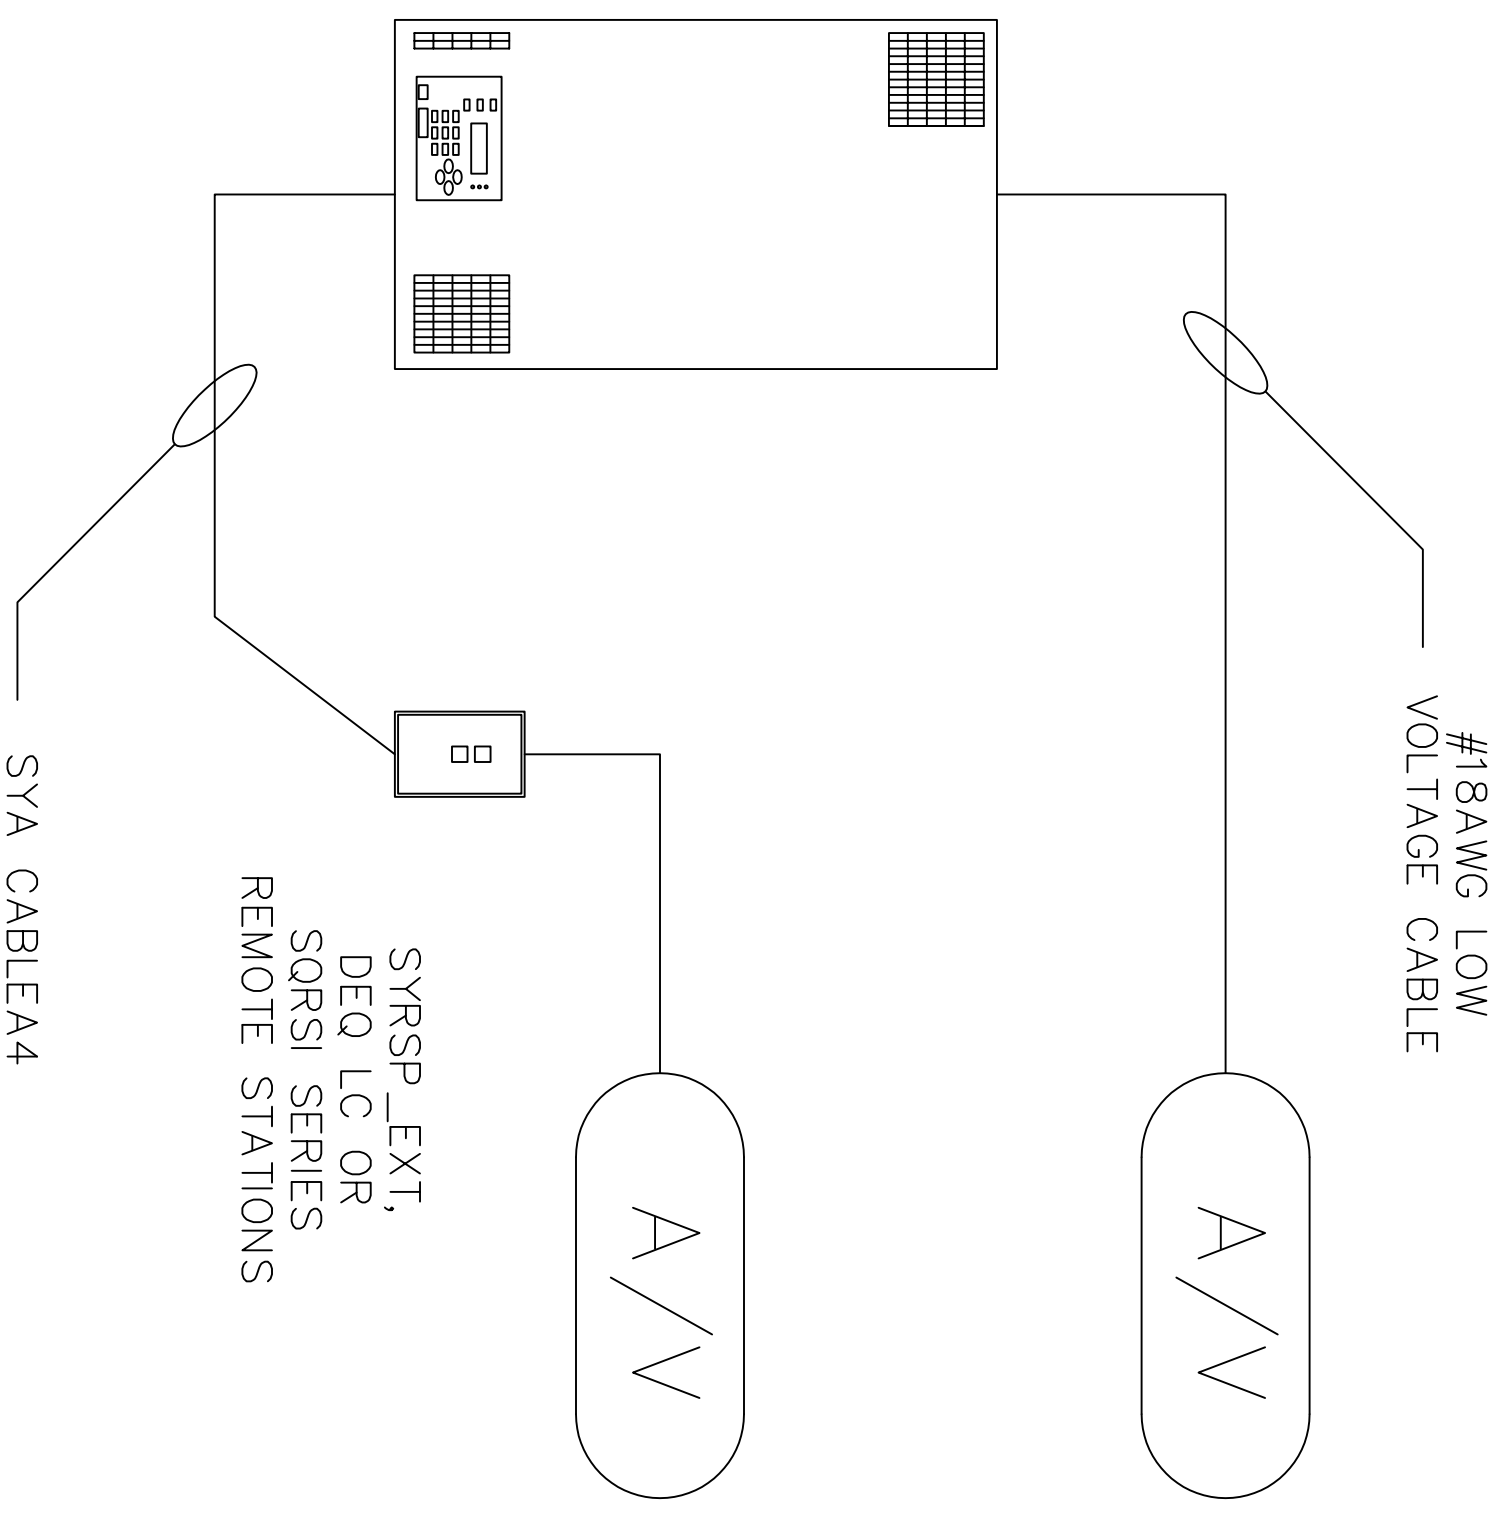 #18AWG LOW
VOLTAGE CABLE
A/V
SYRSP_EXT,
DEQ LC OR
SQRSI SERIES
REMOTE STATIONS
A/V
SYA CABLEA4